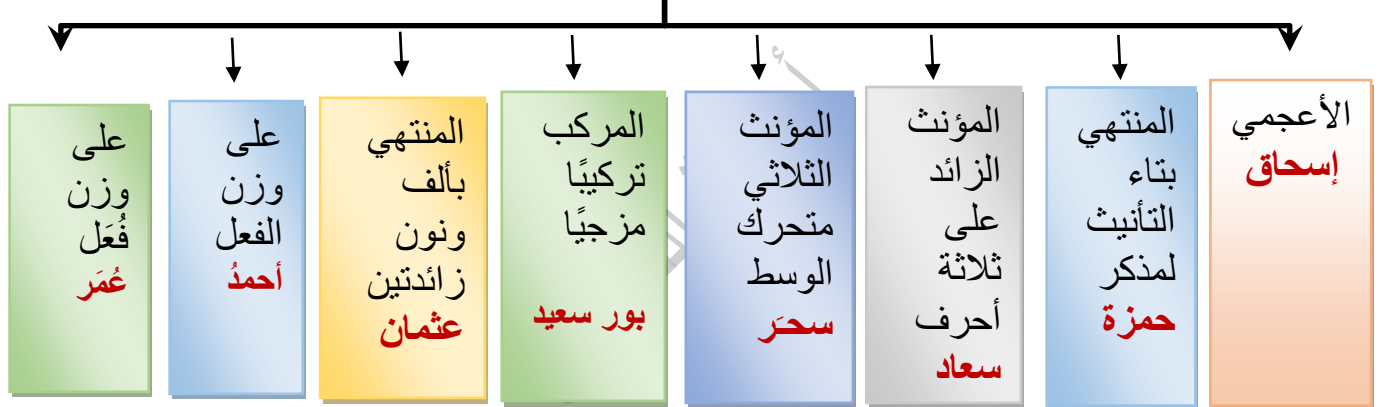 الأعجمي
إسحاق
المنتهي
بتاء
التأنيث
لمذكر
حمزة
المؤنث
الزائد
على
ثلاثة
أحرف
سعاد
المؤنث
الثلاثي
متحرك
الوسط
سحَر
المركب
تركيبًا
مزجيًا
بور سعيد
المنتهي
بألف
ونون
زائدتين
عثمان
على
وزن
الفعل
أحمدُ
على
وزن
فُعَل
عُمَر